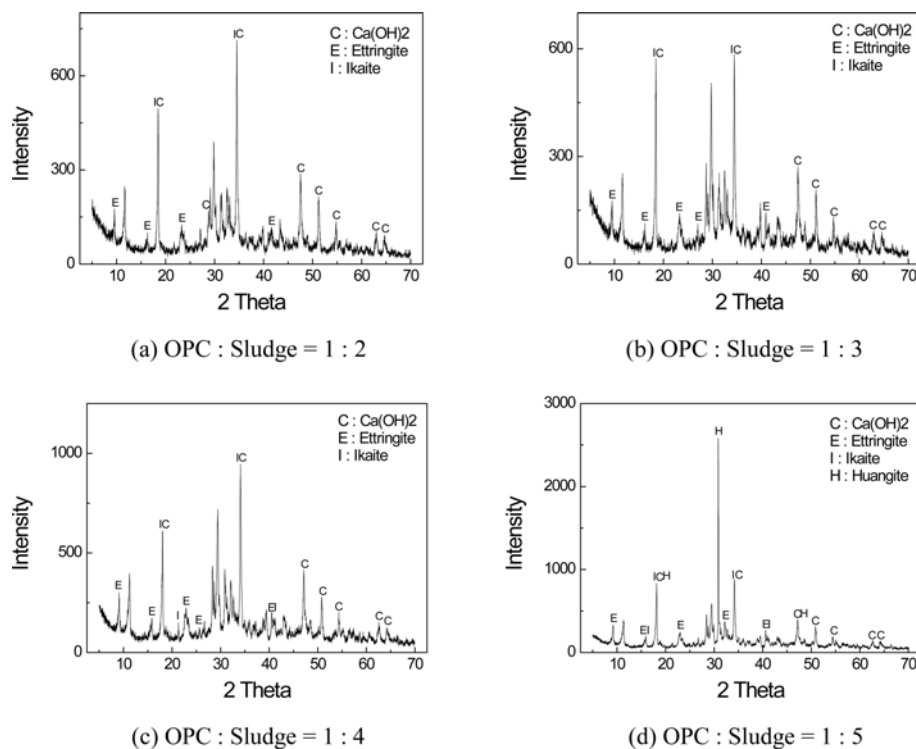 IC
C : Ca(OH)2
E : Ettringite
I : Ikaite
600
IC
Intensity
300
C
E
C
C
E
E
E
C
C C
0
10 20 30 40 50 60 70
2 Theta
(a) OPC : Sludge = 1 : 2
C : Ca(OH)2
E : Ettringite
I : Ikaite
600
IC
IC
Intensity
300
C
E
C
E
E
E
E
C
C C
0
10 20 30 40 50 60 70
2 Theta
(b) OPC : Sludge = 1 : 3
C : Ca(OH)2
E : Ettringite
I : Ikaite
1000
IC
IC
Intensity
500
C
E
C
E
E
I
E
EI
C
C C
0
10 20 30 40 50 60 70
2 Theta
(c) OPC : Sludge = 1 : 4
3000
C : Ca(OH)2
E : Ettringite
I : Ikaite
H : Huangite
H
2000
Intensity
1000
IC H
IC
E
EI
E
E
EI
CH
C
C
C C
0
10 20 30 40 50 60 70
2 Theta
(d) OPC : Sludge = 1 : 5